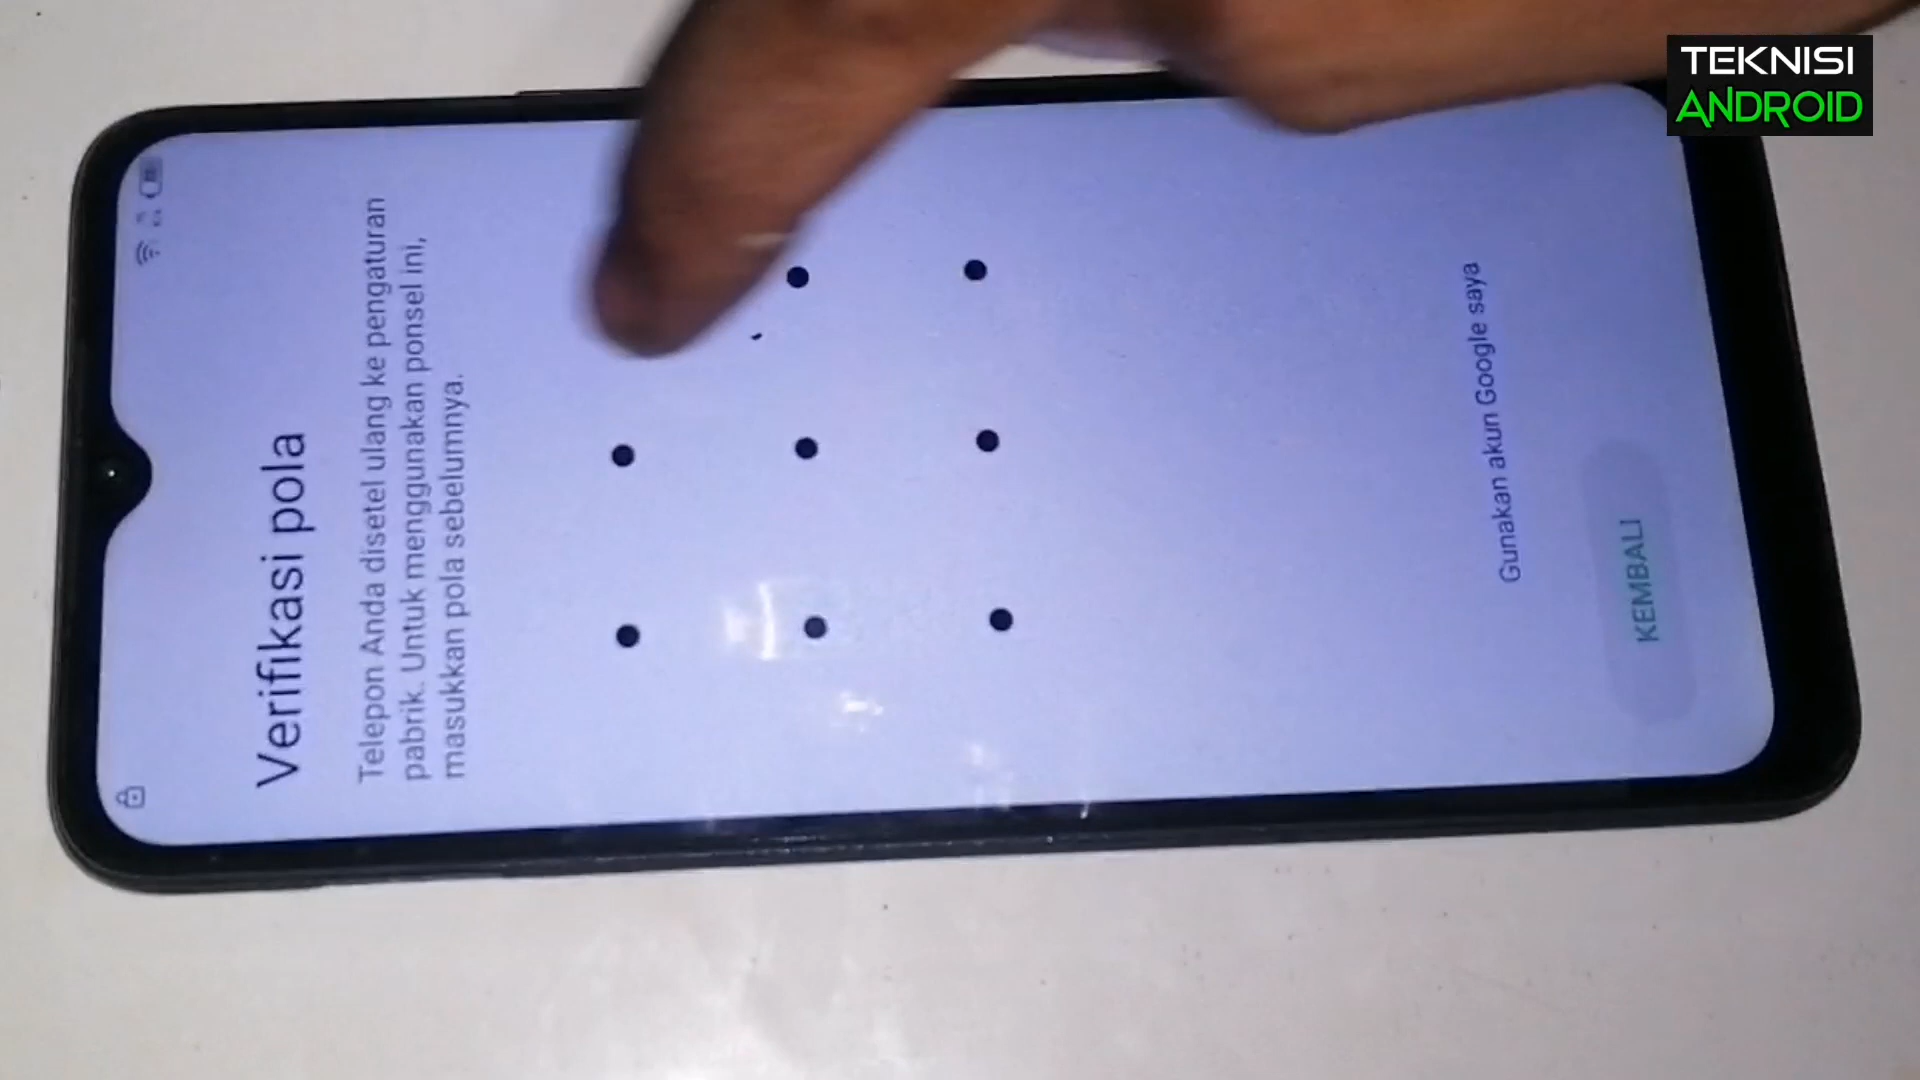 TEKNISI
ANDROID
Verifikasi pola
Telepon Anda disetel ulang ke pengaturan
pabrik. Untuk menggunakan ponsel ini,
masukkan pola sebelumnya.
Gunakan akun Google saya
KEMBALI